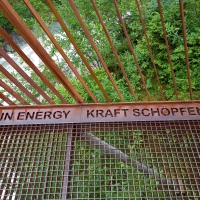 IN ENERGY KRAFT SCHÖPFEN